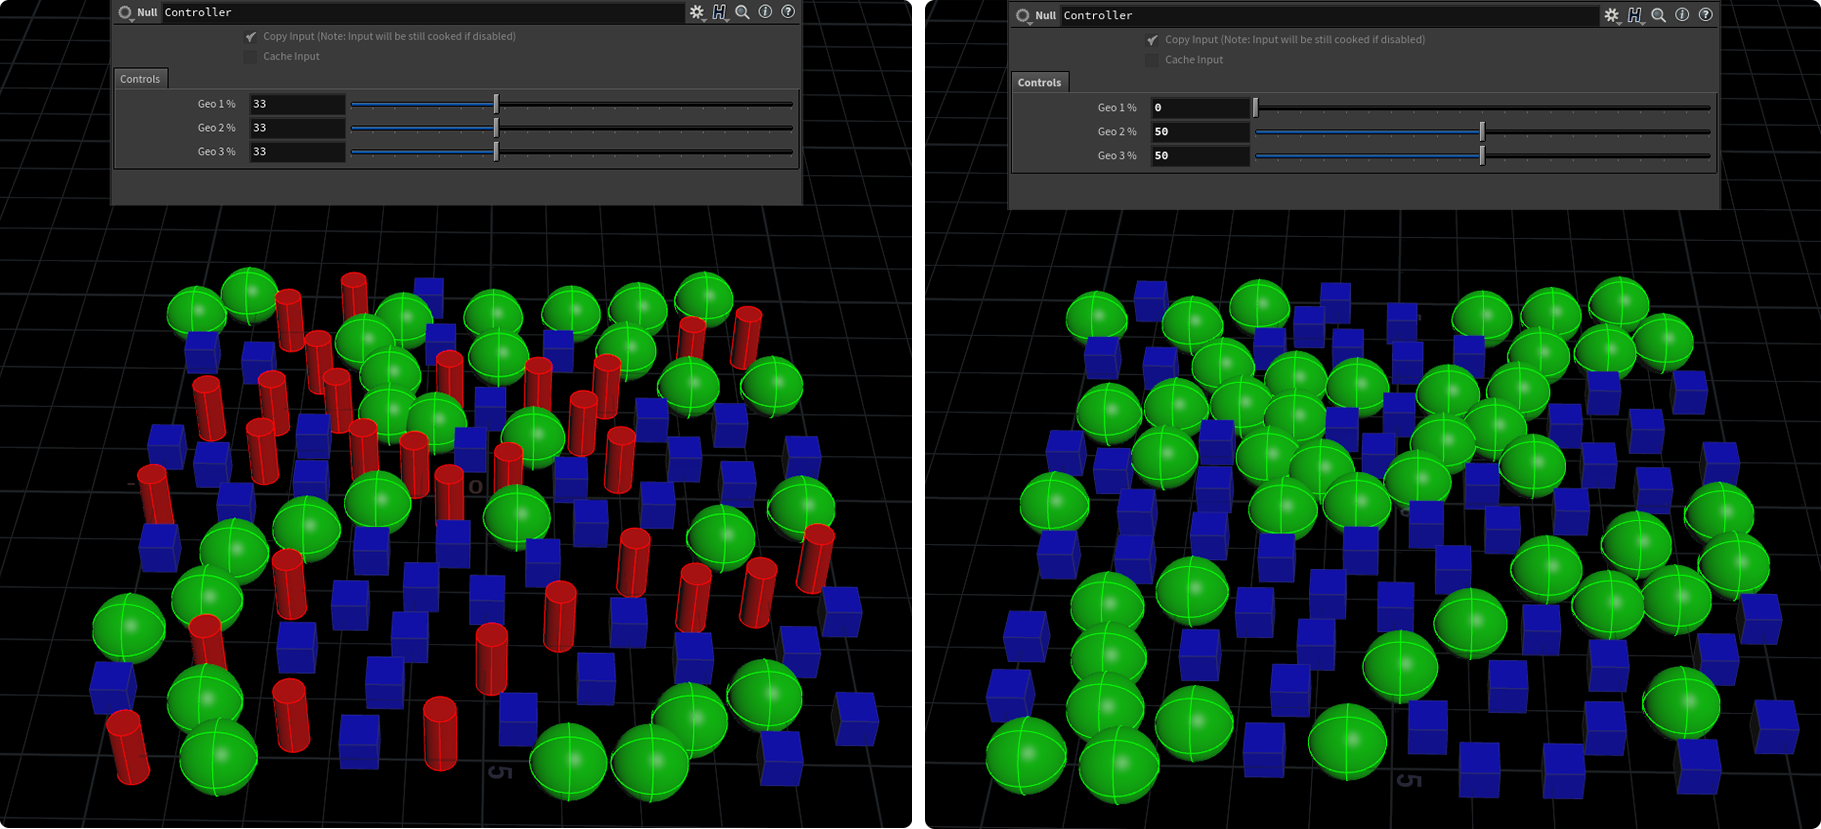 Null Controller
Copy Input (Note: Input will be still cooked if disabled)
Cache Input
Controls
Geo 1 % 33
Geo 2 % 33
Geo 3 % 33
5
Null Controller
Copy Input (Note: Input will be still cooked if disabled)
Cache Input
Controls
Geo 1 % 0
Geo 2 % 50
Geo 3 % 50
5